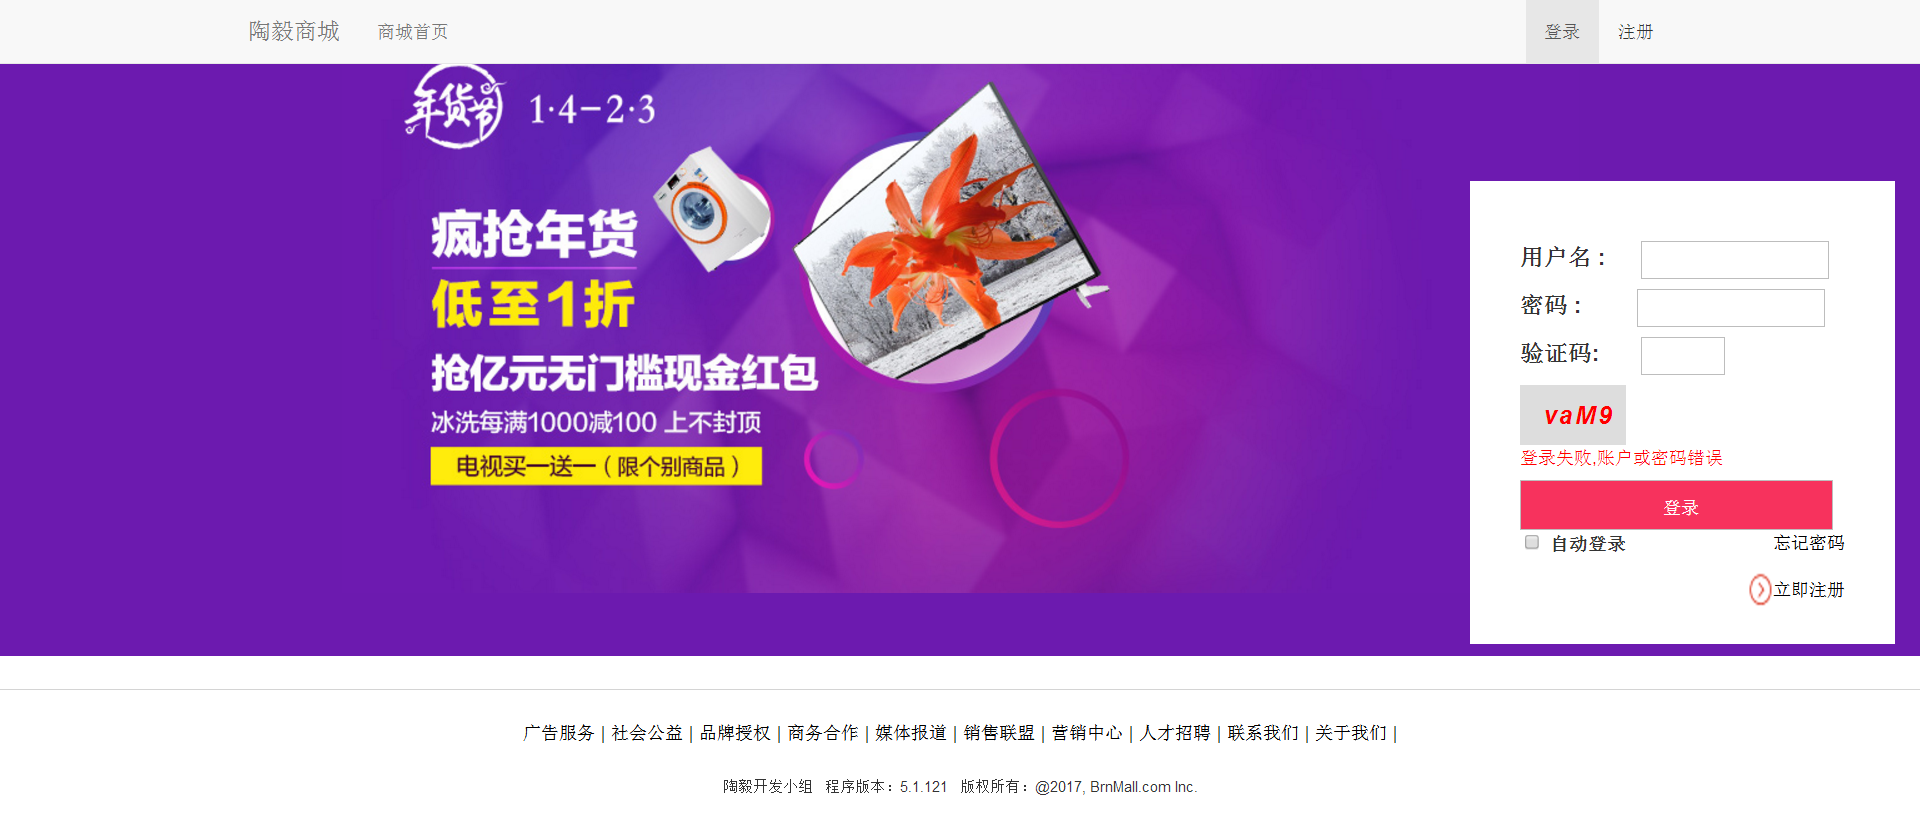 陶毅商城 商城首页 登录 注册
年货节 1·4-2·3
疯抢年货
低至1折
抢亿元无门槛现金红包
冰洗每满1000减100 上不封顶
电视买一送一（限个别商品）
用户名：
密码：
验证码:
vaM9
登录失败,账户或密码错误
登录
自动登录 忘记密码
立即注册
广告服务 | 社会公益 | 品牌授权 | 商务合作 | 媒体报道 | 销售联盟 | 营销中心 | 人才招聘 | 联系我们 | 关于我们 |
陶毅开发小组 程序版本：5.1.121 版权所有：@2017, BrnMall.com Inc.